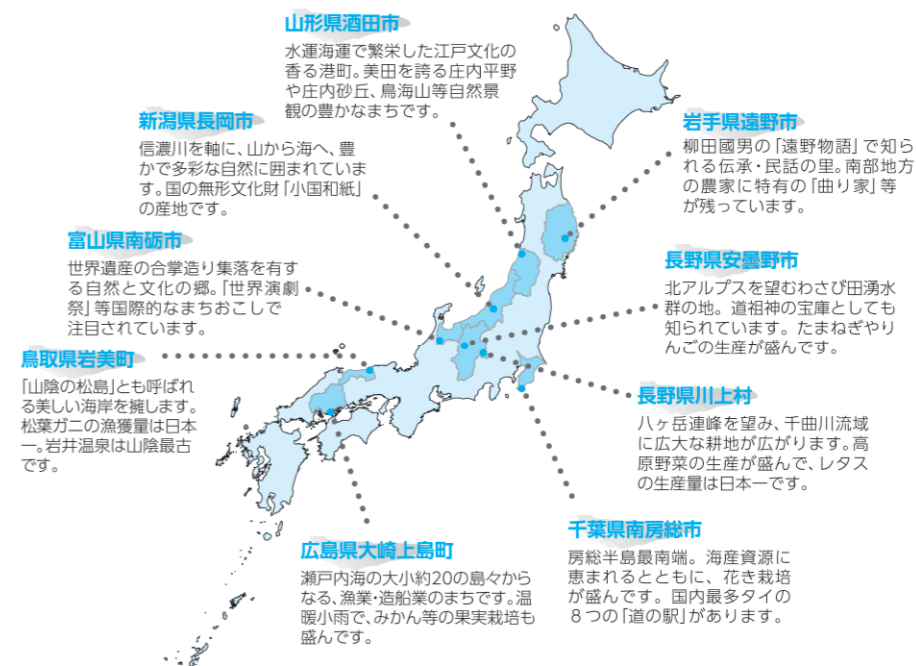 山形県酒田市
水運海運で繁栄した江戸文化の
香る港町。美田を誇る庄内平野
や庄内砂丘、鳥海山等自然景
観の豊かなまちです。
新潟県長岡市
信濃川を軸に、山から海へ、豊
かで多彩な自然に囲まれていま
す。国の無形文化財「小国和紙」
の産地です。
富山県南砺市
世界遺産の合掌造り集落を有す
る自然と文化の郷。「世界演劇
祭」等国際的なまちおこしで
注目されています。
鳥取県岩美町
「山陰の松島」とも呼ばれ
る美しい海岸を擁します。
松葉ガニの漁獲量は日本
一。岩井温泉は山陰最古
です。
広島県大崎上島町
瀬戸内海の大小約20の島々から
なる、漁業・造船業のまちです。温
暖小雨で、みかん等の果実栽培も
盛んです。
岩手県遠野市
柳田國男の「遠野物語」で知ら
れる伝承・民話の里。南部地方
の農家に特有の「曲り家」等
が残っています。
長野県安曇野市
北アルプスを望むわさび田湧水
群の地。道祖神の宝庫としても
知られています。たまねぎやり
んごの生産が盛んです。
長野県川上村
八ヶ岳連峰を望み、千曲川流域
に広大な耕地が広がります。高
原野菜の生産が盛んで、レタス
の生産量は日本一です。
千葉県南房総市
房総半島最南端。海産資源に
恵まれるとともに、花き栽培
が盛んです。国内最多タイの
８つの「道の駅」があります。